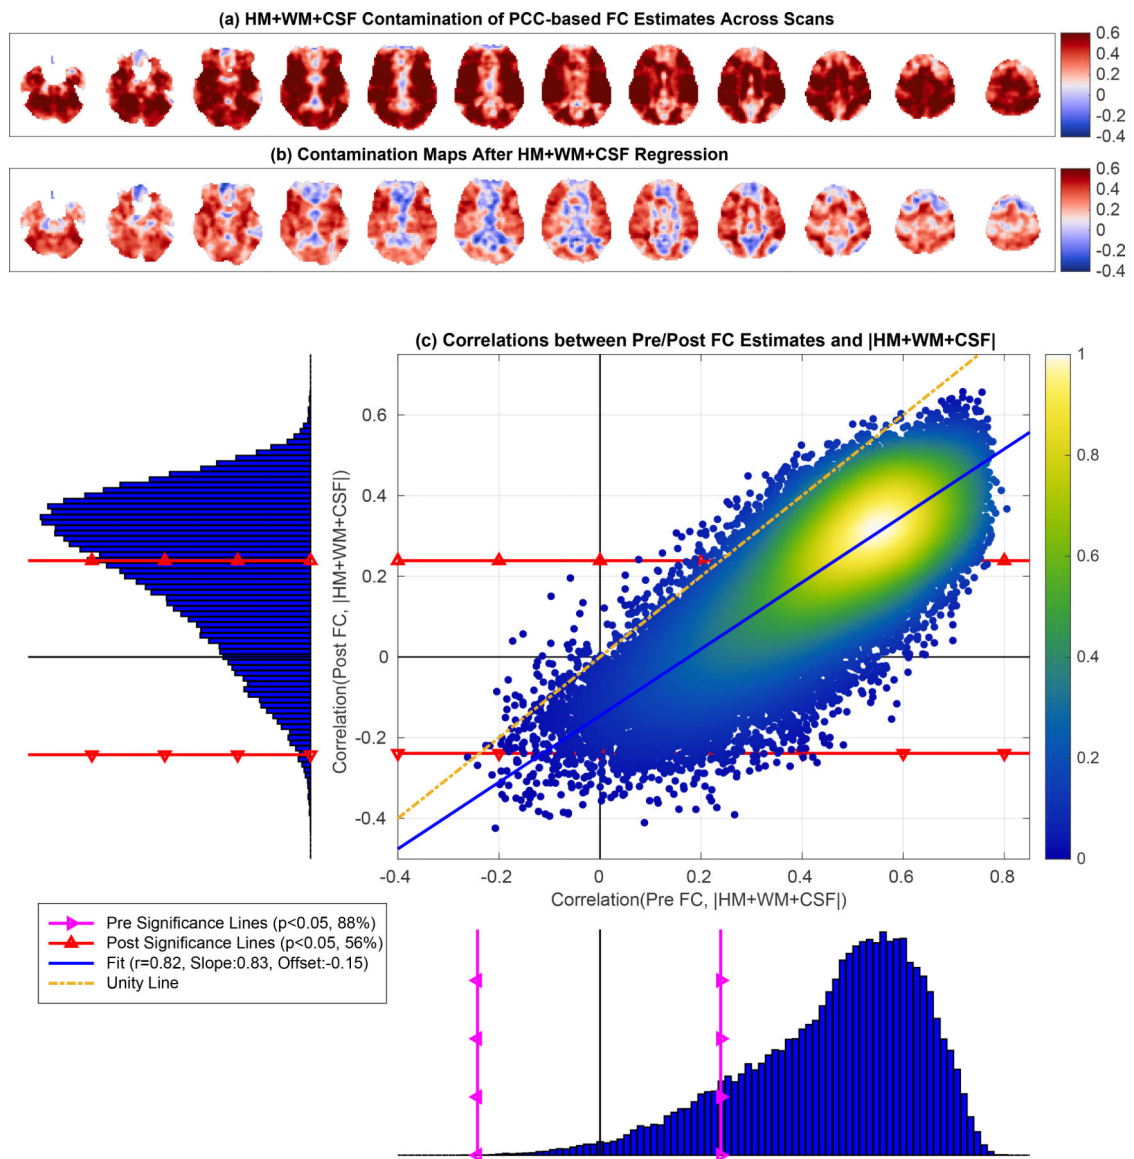 (a) HM+WM+CSF Contamination of PCC-based FC Estimates Across Scans
0.6
0.4
0.2
0
-0.2
-0.4
(b) Contamination Maps After HM+WM+CSF Regression
0.6
0.4
0.2
0
-0.2
-0.4
(c) Correlations between Pre/Post FC Estimates and |HM+WM+CSF|
Correlation(Post FC, |HM+WM+CSF|)
0.6
0.4
0.2
0
-0.2
-0.4
1
0.8
0.6
0.4
0.2
0
-0.4 -0.2 0 0.2 0.4 0.6 0.8
Correlation(Pre FC, |HM+WM+CSF|)
Pre Significance Lines (p<0.05, 88%)
Post Significance Lines (p<0.05, 56%)
Fit (r=0.82, Slope:0.83, Offset:-0.15)
Unity Line